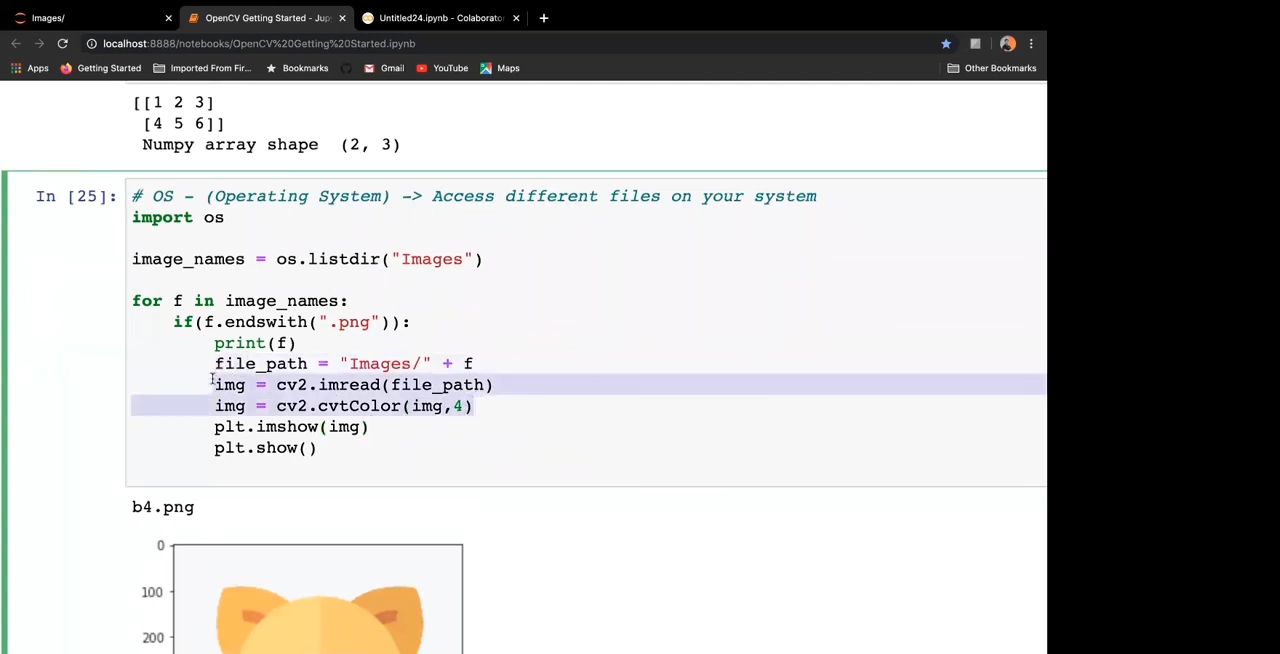 Images/
OpenCV Getting Started - Jup
Untitled24.ipynb - Colaborato
localhost:8888/notebooks/OpenCV%20Getting%20Started.ipynb
Apps Getting Started Imported From Fir... Bookmarks Gmail YouTube Maps Other Bookmarks
[[1 2 3]
[4 5 6]]
Numpy array shape (2, 3)
In [25]:
# OS - (Operating System) -> Access different files on your system
import os
image_names = os.listdir("Images")
for f in image_names:
if(f.endswith(".png")):
print(f)
file_path = "Images/" + f
img = cv2.imread(file_path)
img = cv2.cvtColor(img,4)
plt.imshow(img)
plt.show()
b4.png
0
100
200